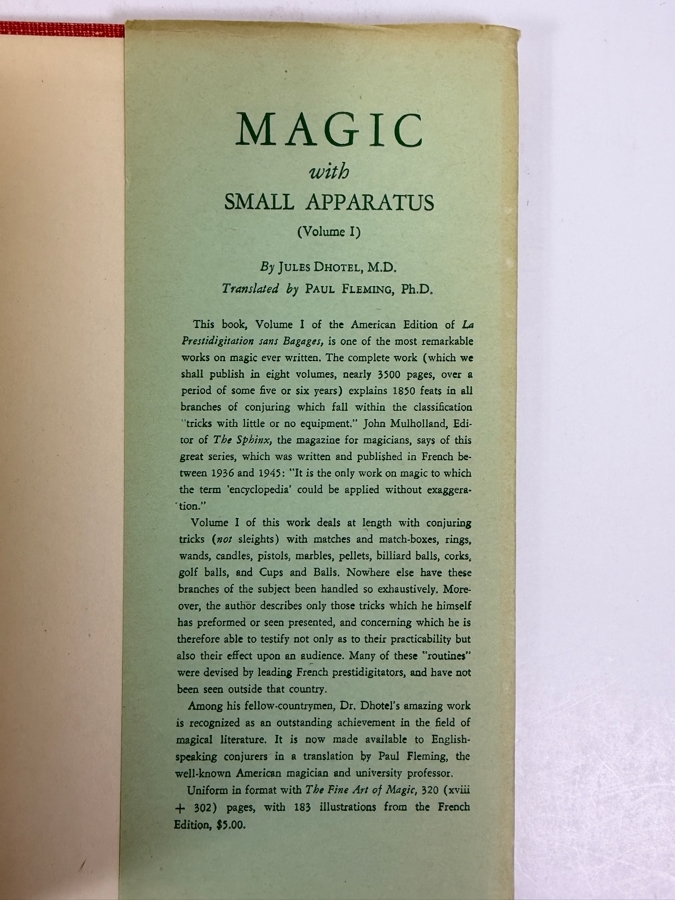 MAGIC
with
SMALL APPARATUS
(Volume I)
By JULES DHOTEL, M.D.
Translated by PAUL FLEMING, Ph.D.
This book, Volume I of the American Edition of La
Prestidigitation sans Bagages, is one of the most remarkable
works on magic ever written. The complete work (which we
shall publish in eight volumes, nearly 3500 pages, over a
period of some five or six years) explains 1850 feats in all
branches of conjuring which fall within the classification
"tricks with little or no equipment." John Mulholland, Edi-
tor of The Sphinx, the magazine for magicians, says of this
great series, which was written and published in French be-
tween 1936 and 1945: "It is the only work on magic to which
the term 'encyclopedia' could be applied without exaggera-
tion."
Volume I of this work deals at length with conjuring
tricks (not sleights) with matches and match-boxes, rings,
wands, candles, pistols, marbles, pellets, billiard balls, corks,
golf balls, and Cups and Balls. Nowhere else have these
branches of the subject been handled so exhaustively. More-
over, the author describes only those tricks which he himself
has preformed or seen presented, and concerning which he is
therefore able to testify not only as to their practicability but
also their effect upon an audience. Many of these "routines"
were devised by leading French prestidigitators, and have not
been seen outside that country.
Among his fellow-countrymen, Dr. Dhotel's amazing work
is recognized as an outstanding achievement in the field of
magical literature. It is now made available to English-
speaking conjurers in a translation by Paul Fleming, the
well-known American magician and university professor.
Uniform in format with The Fine Art of Magic, 320 (xviii
+ 302) pages, with 183 illustrations from the French
Edition, $5.00.